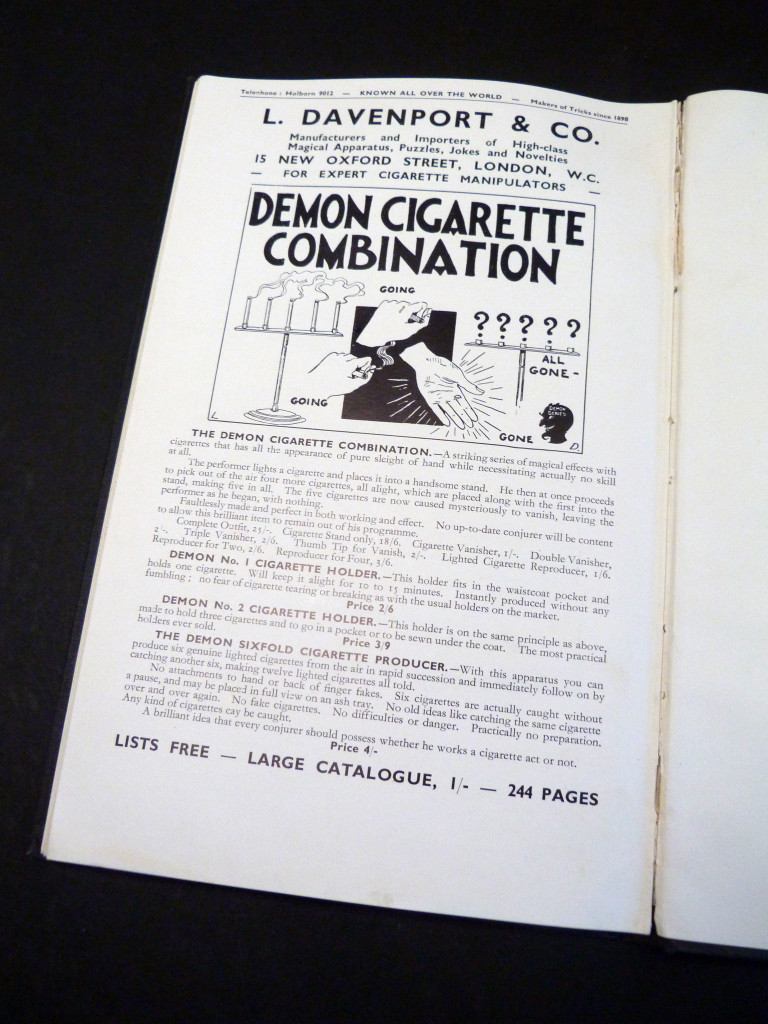 Telephone : Holborn 9012 — KNOWN ALL OVER THE WORLD — Makers of Tricks since 1898
L. DAVENPORT & CO.
Manufacturers and Importers of High-class
Magical Apparatus, Puzzles, Jokes and Novelties
15 NEW OXFORD STREET, LONDON, W.C.
— FOR EXPERT CIGARETTE MANIPULATORS —
DEMON CIGARETTE
COMBINATION
GOING
? ? ? ? ?
ALL
GONE -
GOING
GONE
DEMON
SERIES
L
D.
THE DEMON CIGARETTE COMBINATION.—A striking series of magical effects with
cigarettes that has all the appearance of pure sleight of hand while necessitating actually no skill
at all.
The performer lights a cigarette and places it into a handsome stand. He then at once proceeds
to pick out of the air four more cigarettes, all alight, which are placed along with the first into the
stand, making five in all. The five cigarettes are now caused mysteriously to vanish, leaving the
performer as he began, with nothing.
Faultlessly made and perfect in both working and effect. No up-to-date conjurer will be content
to allow this brilliant item to remain out of his programme.
Complete Outfit, 25/-. Cigarette Stand only, 18/6. Cigarette Vanisher, 1/-. Double Vanisher,
2/-. Triple Vanisher, 2/6. Thumb Tip for Vanish, 2/-. Lighted Cigarette Reproducer, 1/6.
Reproducer for Two, 2/6. Reproducer for Four, 3/6.
DEMON No. 1 CIGARETTE HOLDER.—This holder fits in the waistcoat pocket and
holds one cigarette. Will keep it alight for 10 to 15 minutes. Instantly produced without any
fumbling ; no fear of cigarette tearing or breaking as with the usual holders on the market.
Price 2/6
DEMON No. 2 CIGARETTE HOLDER.—This holder is on the same principle as above,
made to hold three cigarettes and to go in a pocket or to be sewn under the coat. The most practical
holders ever sold.
Price 3/9
THE DEMON SIXFOLD CIGARETTE PRODUCER.—With this apparatus you can
produce six genuine lighted cigarettes from the air in rapid succession and immediately follow on by
catching another six, making twelve lighted cigarettes all told.
No attachments to hand or back of finger fakes. Six cigarettes are actually caught without
a pause, and may be placed in full view on an ash tray. No old ideas like catching the same cigarette
over and over again. No fake cigarettes. No difficulties or danger. Practically no preparation.
Any kind of cigarettes cay be caught.
A brilliant idea that every conjurer should possess whether he works a cigarette act or not.
Price 4/-
LISTS FREE — LARGE CATALOGUE, 1/- — 244 PAGES